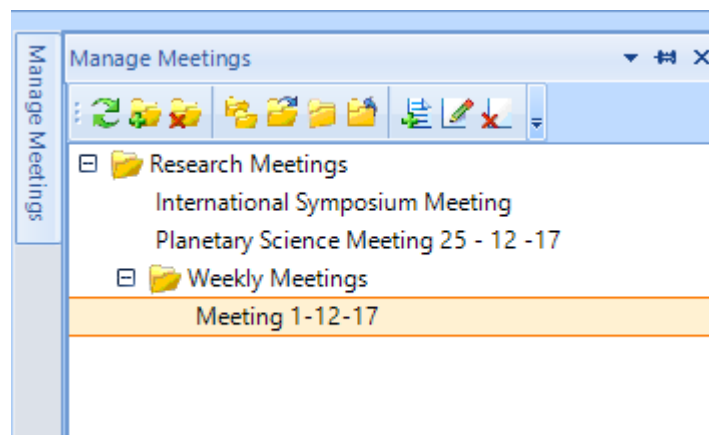 Manage Meetings
Manage Meetings
Research Meetings
International Symposium Meeting
Planetary Science Meeting 25 - 12 -17
Weekly Meetings
Meeting 1-12-17